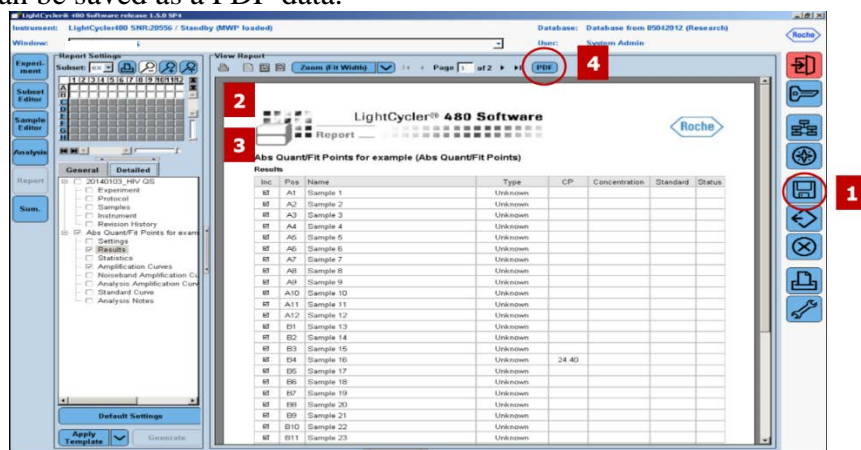 an be saved as a PDF data.
LightCycler® 480 Software release 1.5.0 SP4
Instrument: LightCycler480 SNR:20556 / Standby (MWP loaded)
Database: Database from 05042012 (Research)
Window:
User: System Admin
Roche
Experi-
ment
Subset
Editor
Sample
Editor
Analysis
Report
Sum.
Report Settings
Subset:
1 2 3 4 5 6 7 8 9 10 11 12
A
B
C
D
E
F
G
H
General Detailed
20140103_HIV QS
Experiment
Protocol
Samples
Instrument
Revision History
Abs Quant/Fit Points for exam
Settings
Results
Statistics
Amplification Curves
Noiseband Amplification Cu
Analysis Amplification Curv
Standard Curve
Analysis Notes
Default Settings
Apply
Template
Generate
View Report
Zoom (Fit Width)
Page 1 of 2
PDF
4
1
2
3
LightCycler® 480 Software
Report
Roche
Abs Quant/Fit Points for example (Abs Quant/Fit Points)
Results
Inc Pos Name Type CP Concentration Standard Status
A1 Sample 1 Unknown
A2 Sample 2 Unknown
A3 Sample 3 Unknown
A4 Sample 4 Unknown
A5 Sample 5 Unknown
A6 Sample 6 Unknown
A7 Sample 7 Unknown
A8 Sample 8 Unknown
A9 Sample 9 Unknown
A10 Sample 10 Unknown
A11 Sample 11 Unknown
A12 Sample 12 Unknown
B1 Sample 13 Unknown
B2 Sample 14 Unknown
B3 Sample 15 Unknown
B4 Sample 16 Unknown 24.40
B5 Sample 17 Unknown
B6 Sample 18 Unknown
B7 Sample 19 Unknown
B8 Sample 20 Unknown
B9 Sample 21 Unknown
B10 Sample 22 Unknown
B11 Sample 23 Unknown